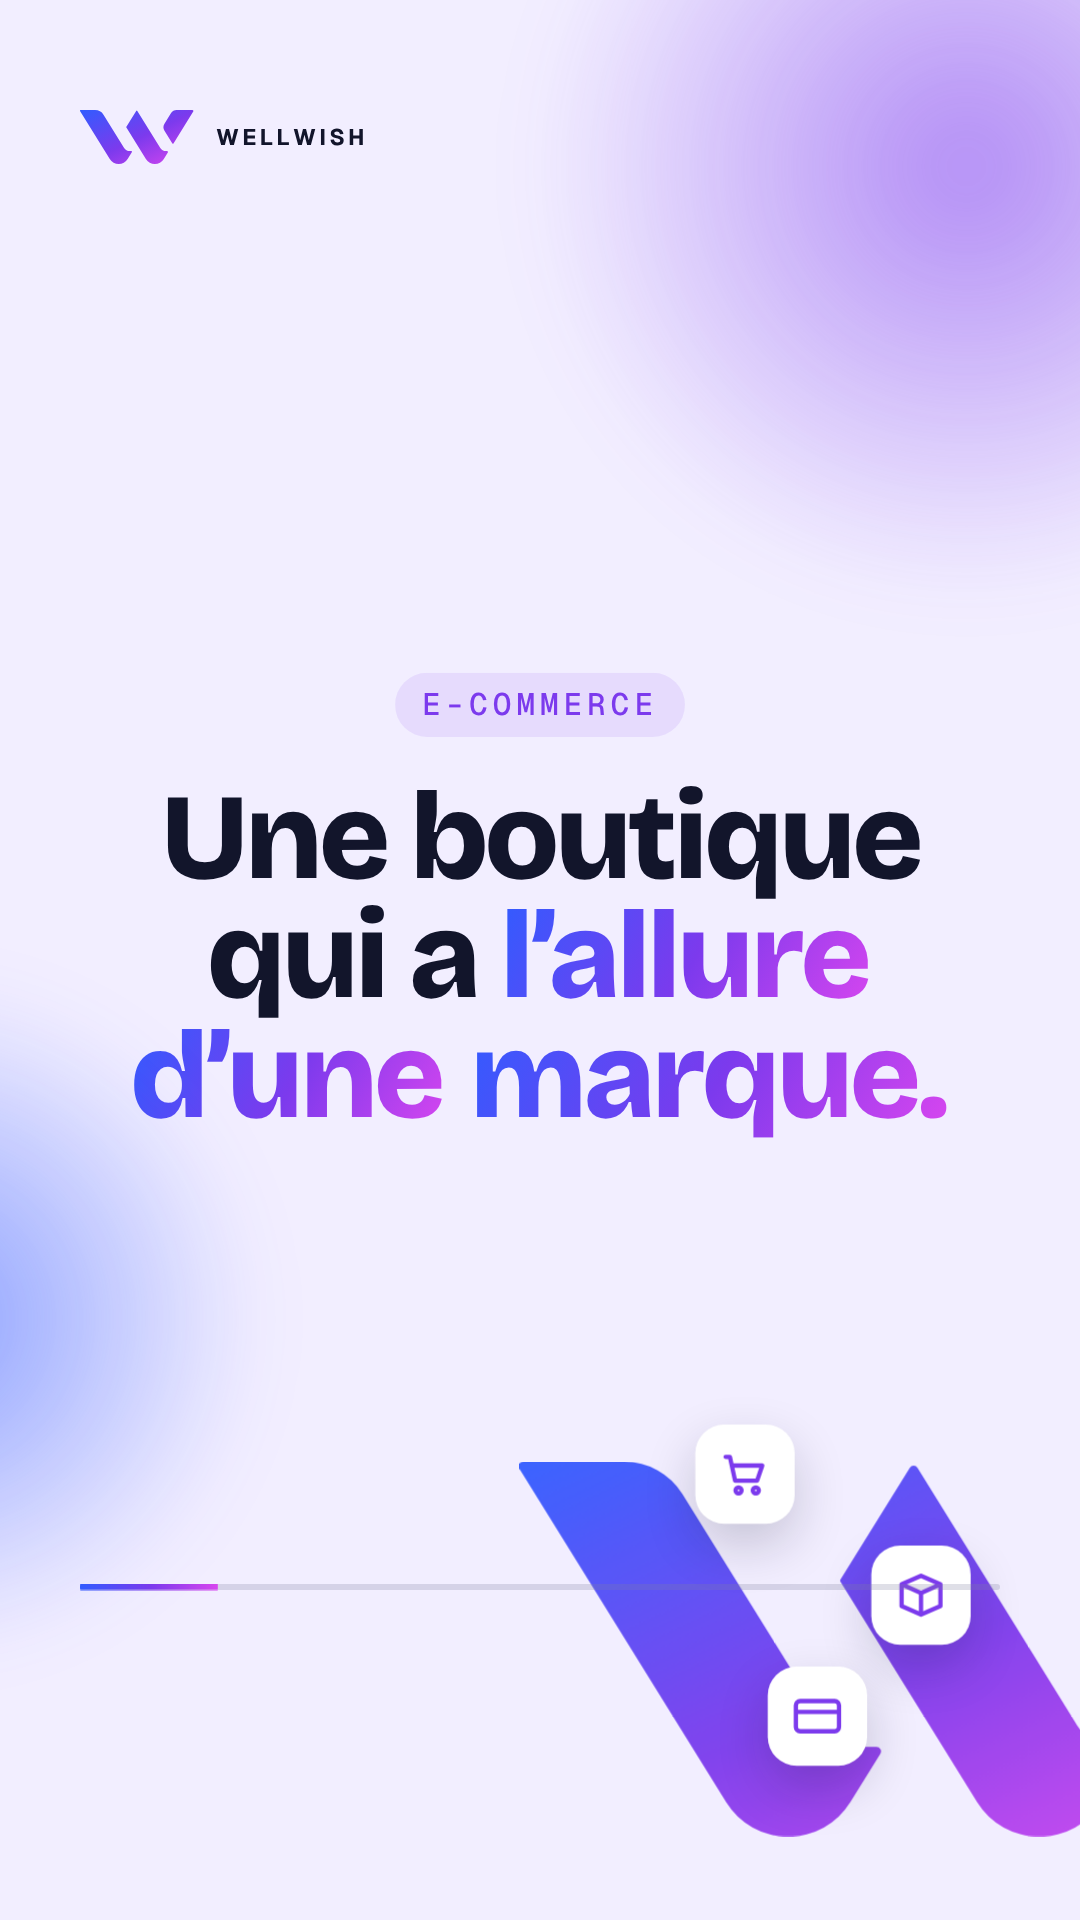 WELLWISH
E-COMMERCE
Une boutique
qui a l’allure
d’une marque.